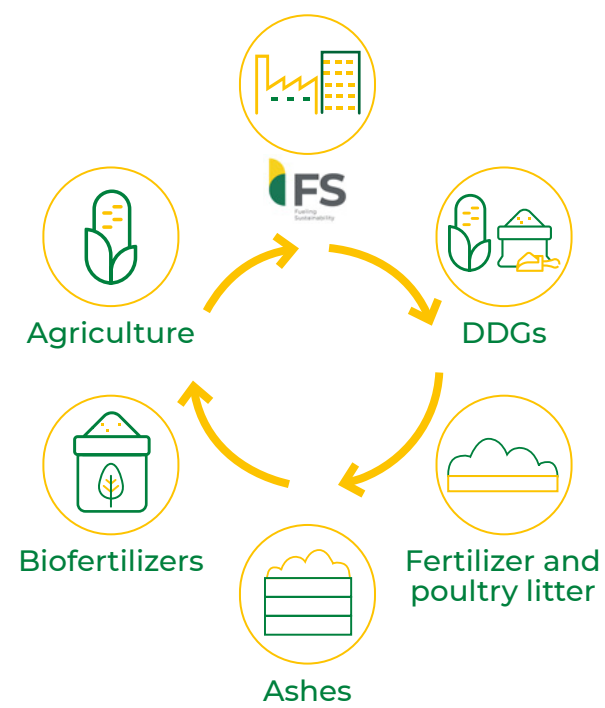 FS
Fueling
Sustainability
Agriculture
DDGs
Biofertilizers
Fertilizer and
poultry litter
Ashes